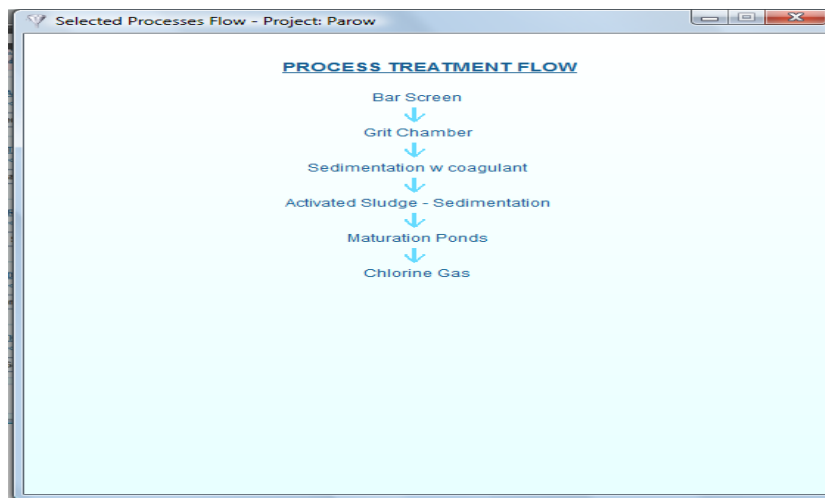 Selected Processes Flow - Project: Parow
PROCESS TREATMENT FLOW
Bar Screen
Grit Chamber
Sedimentation w coagulant
Activated Sludge - Sedimentation
Maturation Ponds
Chlorine Gas